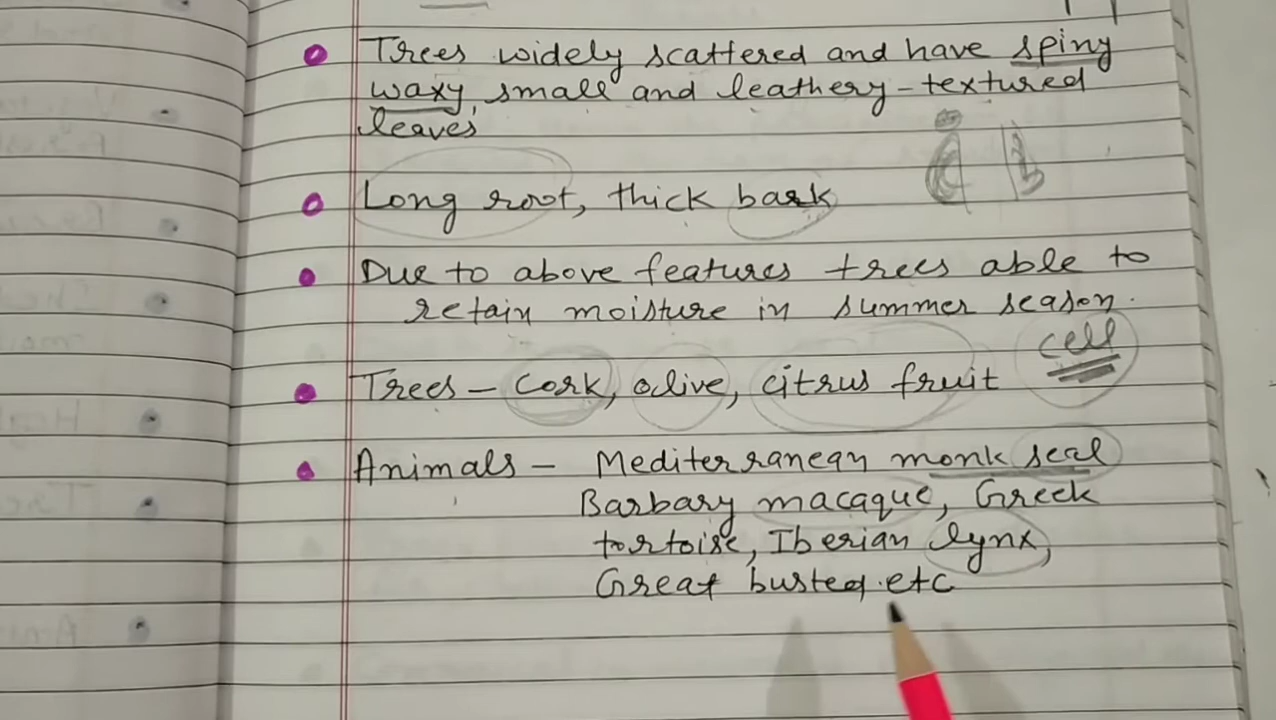 Trees widely scattered and have spiny
waxy, small and leathery-textured
leaves
Long root, thick bark
Due to above features trees able to
retain moisture in summer season.
cell
Trees - cork, olive, citrus fruit
Animals - Mediterranean monk seal
Barbary macaque, Greek
tortoise, Iberian lynx,
Great busted.etc